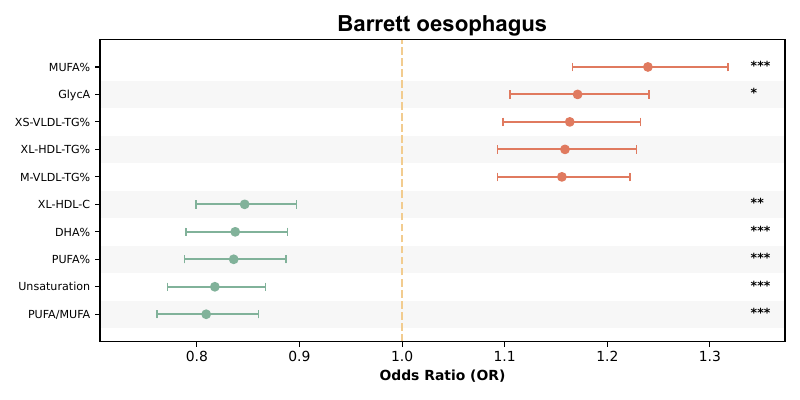 Barrett oesophagus
MUFA% ***
GlycA *
XS-VLDL-TG%
XL-HDL-TG%
M-VLDL-TG%
XL-HDL-C **
DHA% ***
PUFA% ***
Unsaturation ***
PUFA/MUFA ***
0.8 0.9 1.0 1.1 1.2 1.3
Odds Ratio (OR)